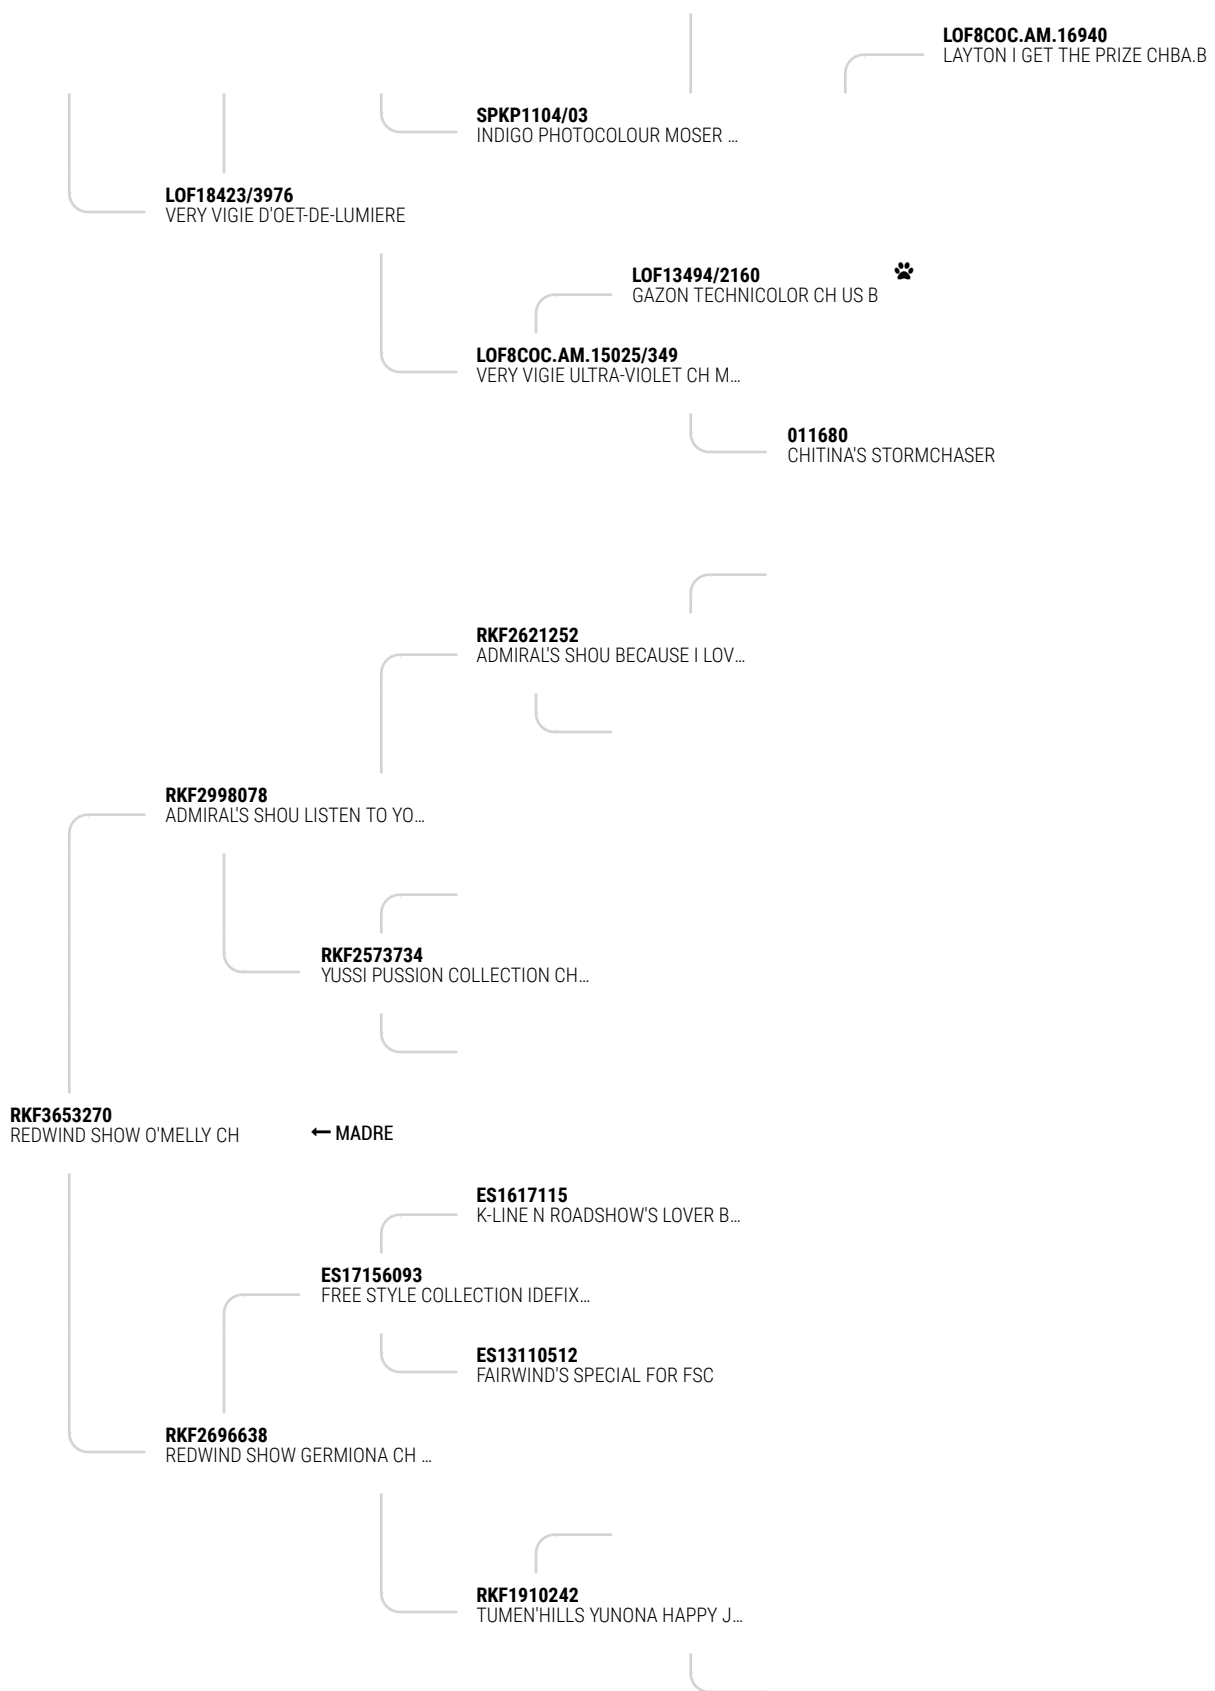 LOF8COC.AM.16940
LAYTON I GET THE PRIZE CHBA.B
SPKP1104/03
INDIGO PHOTOCOLOUR MOSER ...
LOF18423/3976
VERY VIGIE D'OET-DE-LUMIERE
LOF13494/2160
GAZON TECHNICOLOR CH US B
LOF8COC.AM.15025/349
VERY VIGIE ULTRA-VIOLET CH M...
011680
CHITINA'S STORMCHASER
RKF2621252
ADMIRAL'S SHOU BECAUSE I LOV...
RKF2998078
ADMIRAL'S SHOU LISTEN TO YO...
RKF2573734
YUSSI PUSSION COLLECTION CH...
RKF3653270
REDWIND SHOW O'MELLY CH
← MADRE
ES1617115
K-LINE N ROADSHOW'S LOVER B...
ES17156093
FREE STYLE COLLECTION IDEFIX...
ES13110512
FAIRWIND'S SPECIAL FOR FSC
RKF2696638
REDWIND SHOW GERMIONA CH ...
RKF1910242
TUMEN'HILLS YUNONA HAPPY J...